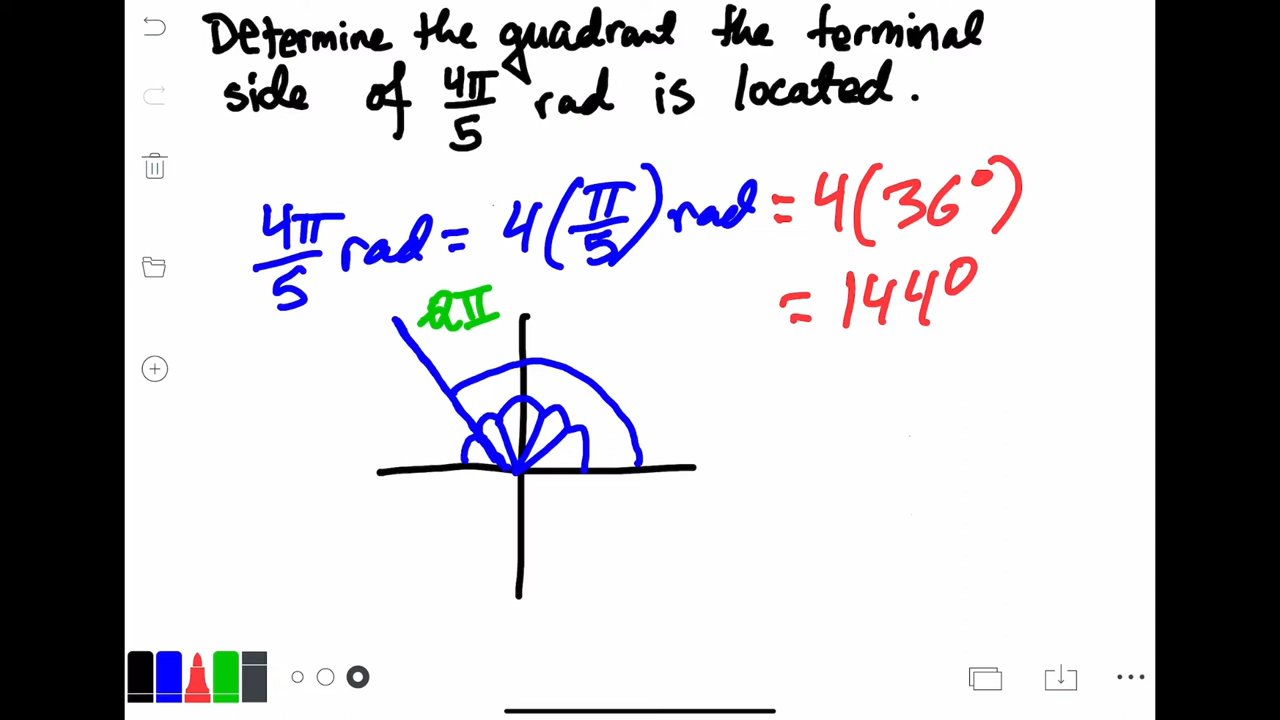 Determine the quadrant the terminal
side of 4π/5 rad is located.
4π/5 rad = 4(π/5) rad = 4(36°)
= 144°
QII